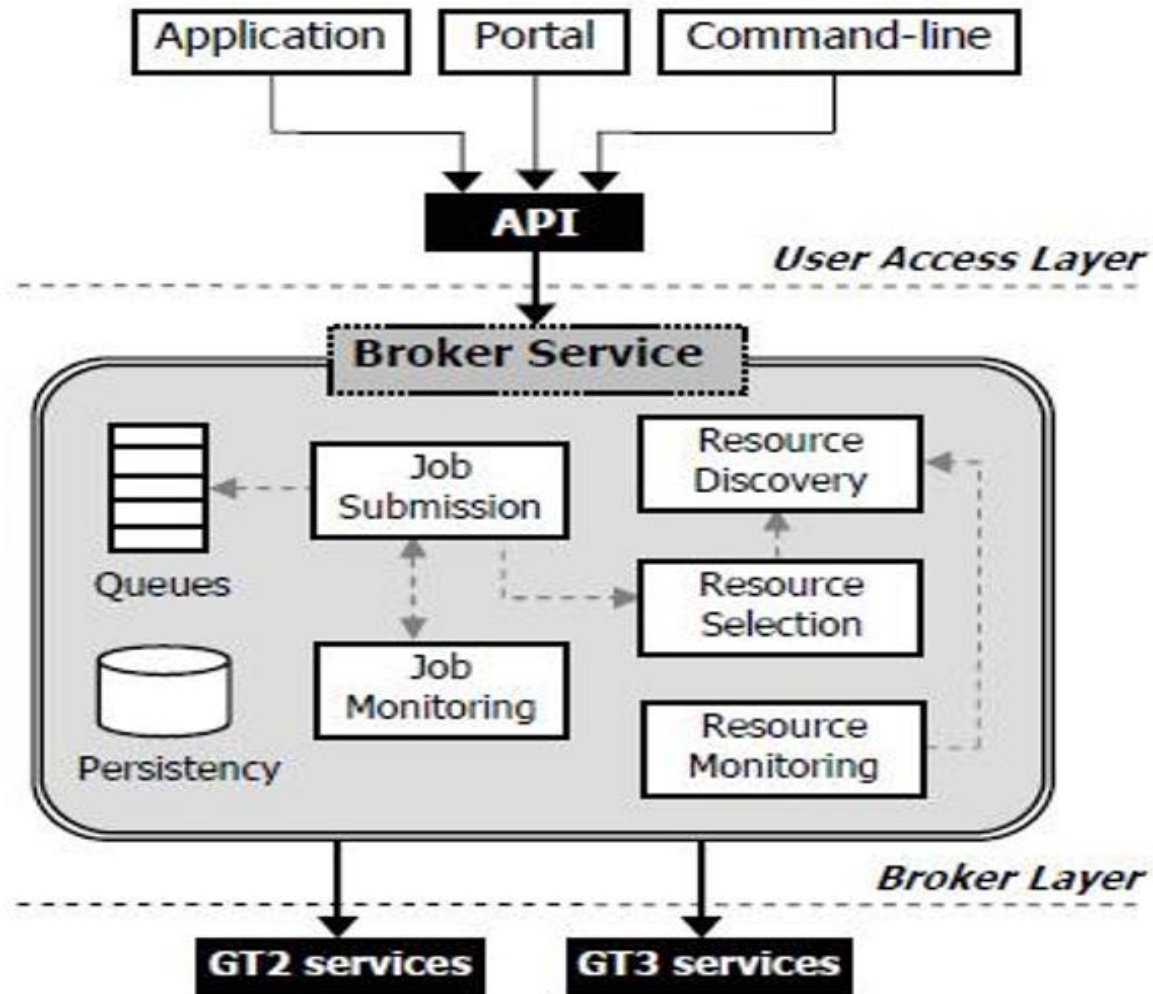 Application
Portal
Command-line
API
User Access Layer
Broker Service
Queues
Persistency
Job
Submission
Job
Monitoring
Resource
Discovery
Resource
Selection
Resource
Monitoring
Broker Layer
GT2 services
GT3 services